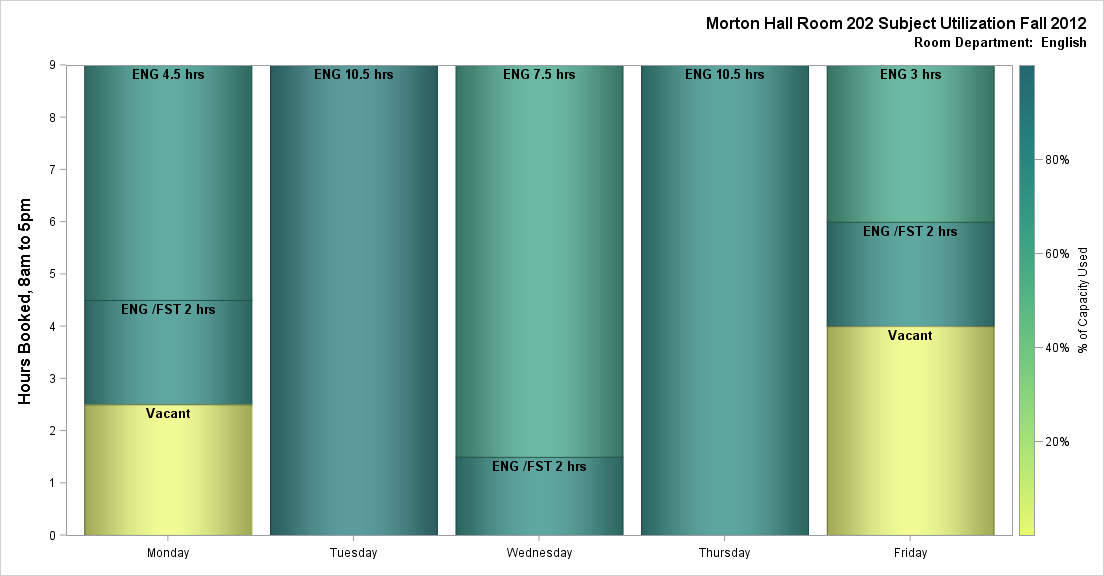 Morton Hall Room 202 Subject Utilization Fall 2012
Room Department:  English
Hours Booked, 8am to 5pm
9
8
7
6
5
4
3
2
1
0
ENG 4.5 hrs
ENG /FST 2 hrs
Vacant
ENG 10.5 hrs
ENG 7.5 hrs
ENG /FST 2 hrs
ENG 10.5 hrs
ENG 3 hrs
ENG /FST 2 hrs
Vacant
Monday
Tuesday
Wednesday
Thursday
Friday
80%
60%
40%
20%
% of Capacity Used